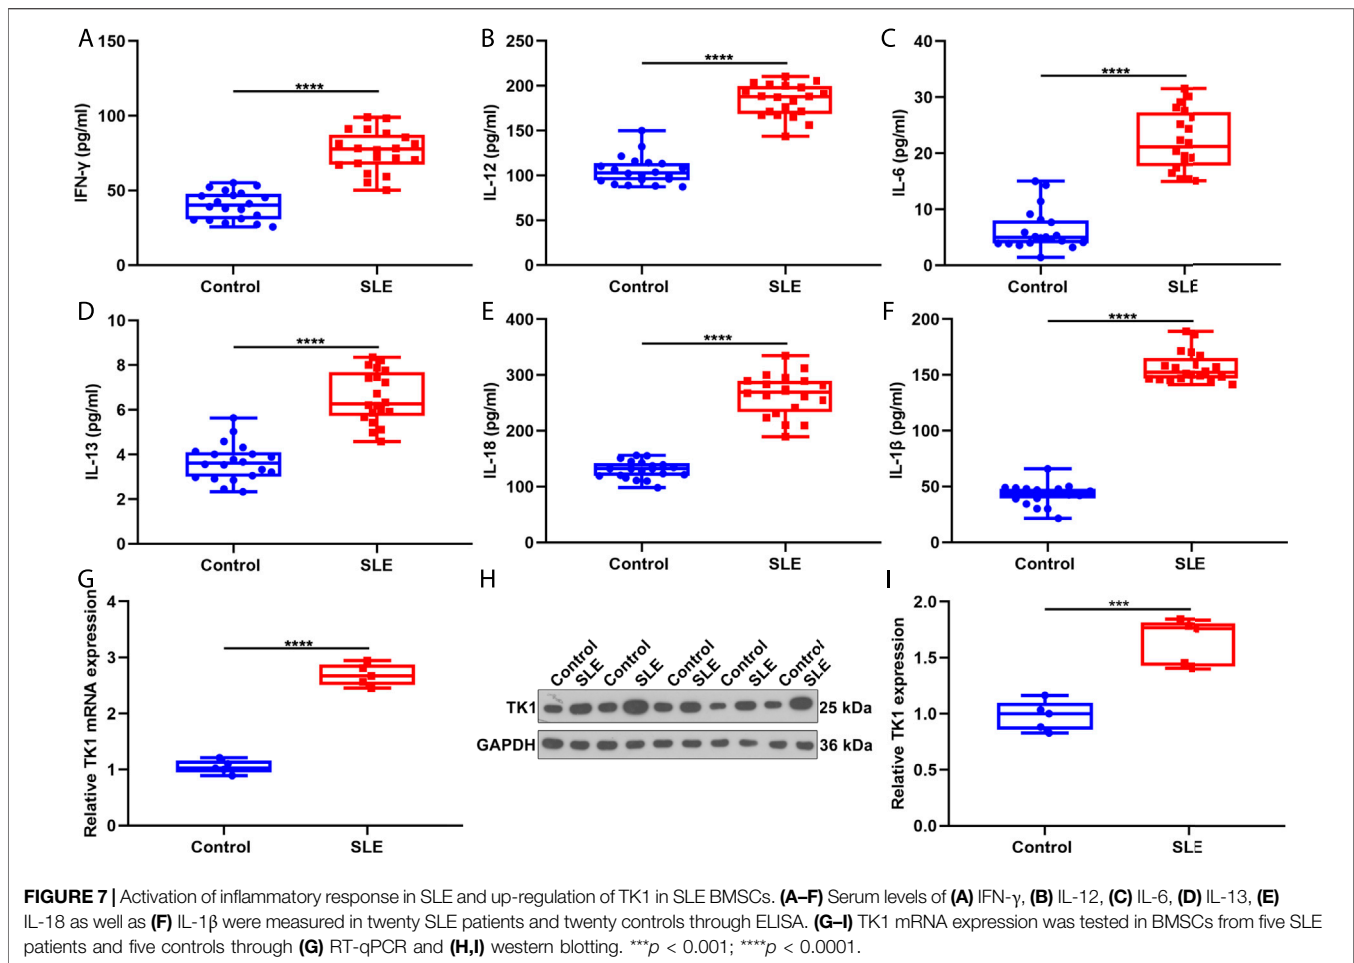 A
150
100
50
0
IFN-γ (pg/ml)
****
Control SLE
B
250
200
150
100
50
0
IL-12 (pg/ml)
****
Control SLE
C
40
30
20
10
0
IL-6 (pg/ml)
****
Control SLE
D
10
8
6
4
2
0
IL-13 (pg/ml)
****
Control SLE
E
400
300
200
100
0
IL-18 (pg/ml)
****
Control SLE
F
200
150
100
50
0
IL-1β (pg/ml)
****
Control SLE
G
4
3
2
1
0
Relative TK1 mRNA expression
****
Control SLE
H
Control SLE Control SLE Control SLE Control SLE Control SLE
TK1 25 kDa
GAPDH 36 kDa
I
2.0
1.5
1.0
0.5
0.0
Relative TK1 expression
***
Control SLE
FIGURE 7 | Activation of inflammatory response in SLE and up-regulation of TK1 in SLE BMSCs. (A–F) Serum levels of (A) IFN-γ, (B) IL-12, (C) IL-6, (D) IL-13, (E)
IL-18 as well as (F) IL-1β were measured in twenty SLE patients and twenty controls through ELISA. (G–I) TK1 mRNA expression was tested in BMSCs from five SLE
patients and five controls through (G) RT-qPCR and (H,I) western blotting. ***p < 0.001; ****p < 0.0001.